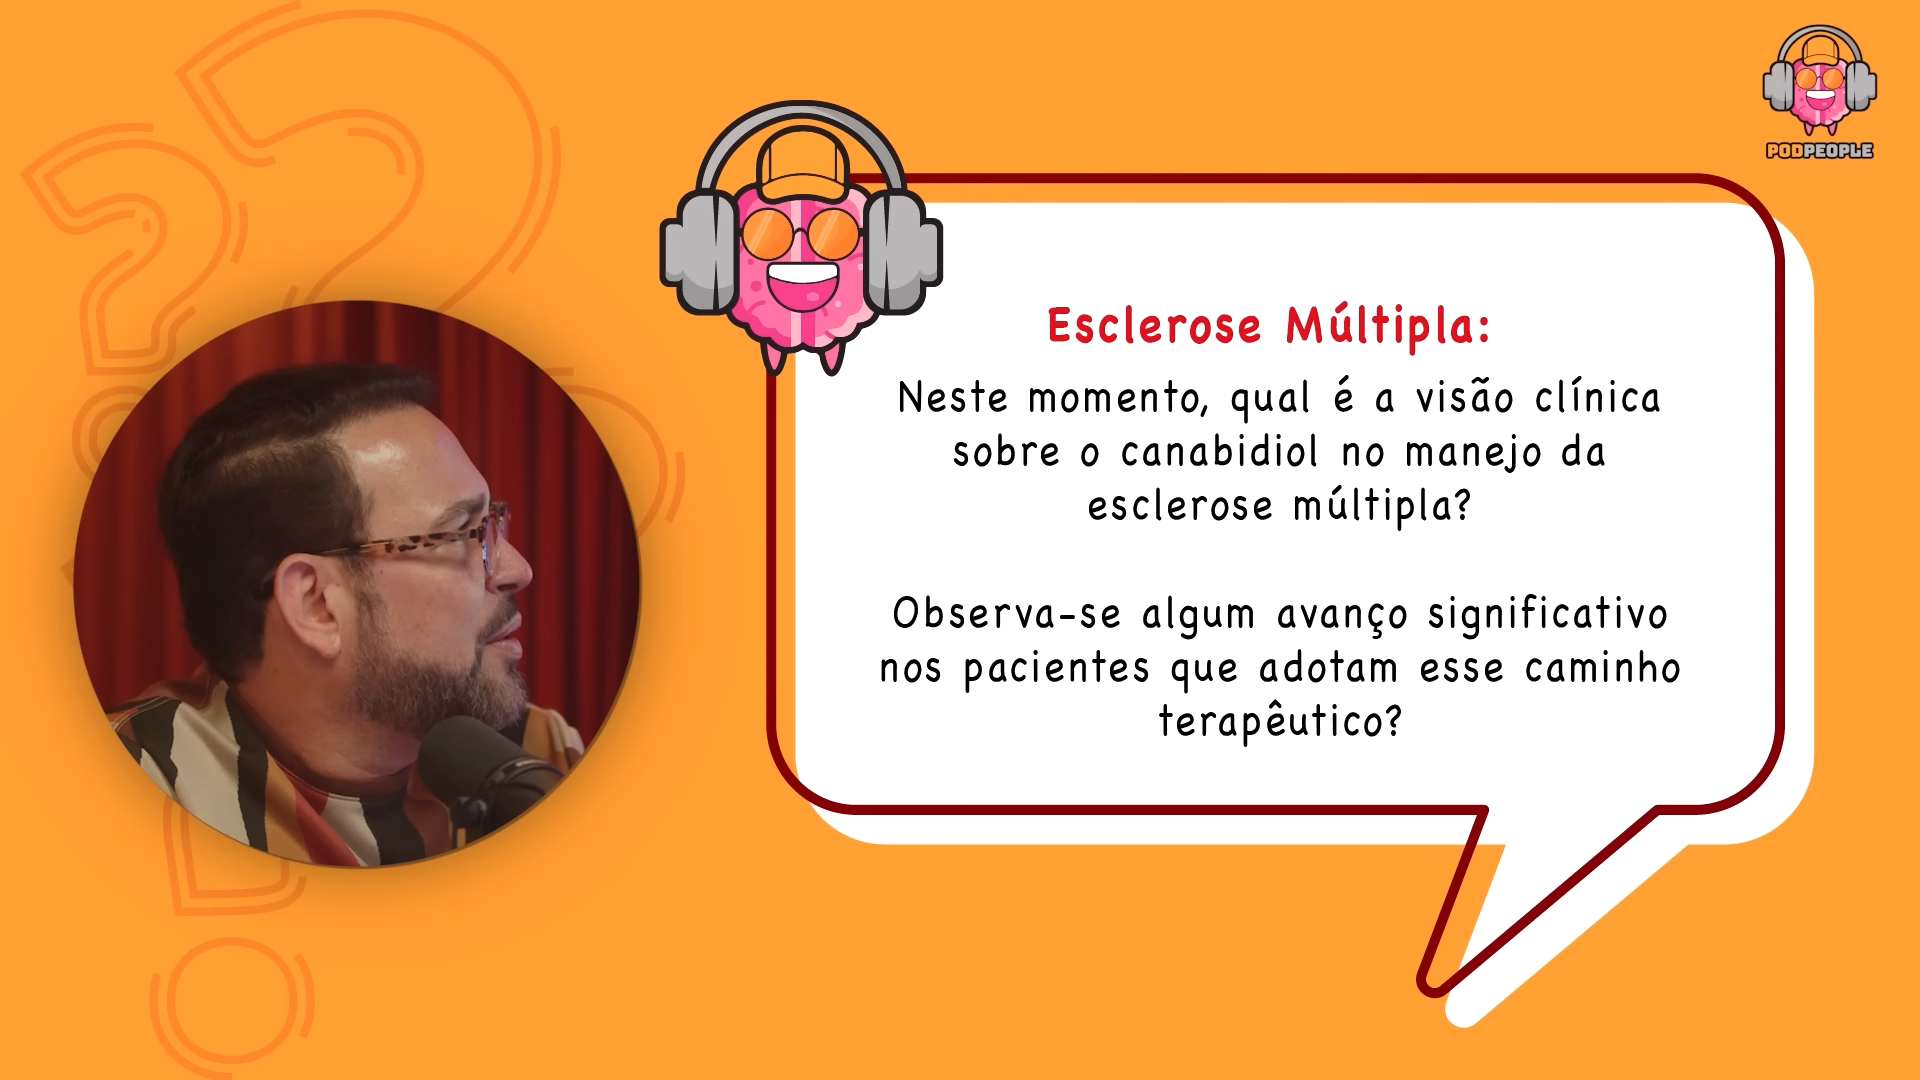 PODPEOPLE
Esclerose Múltipla:
Neste momento, qual é a visão clínica
sobre o canabidiol no manejo da
esclerose múltipla?
Observa-se algum avanço significativo
nos pacientes que adotam esse caminho
terapêutico?